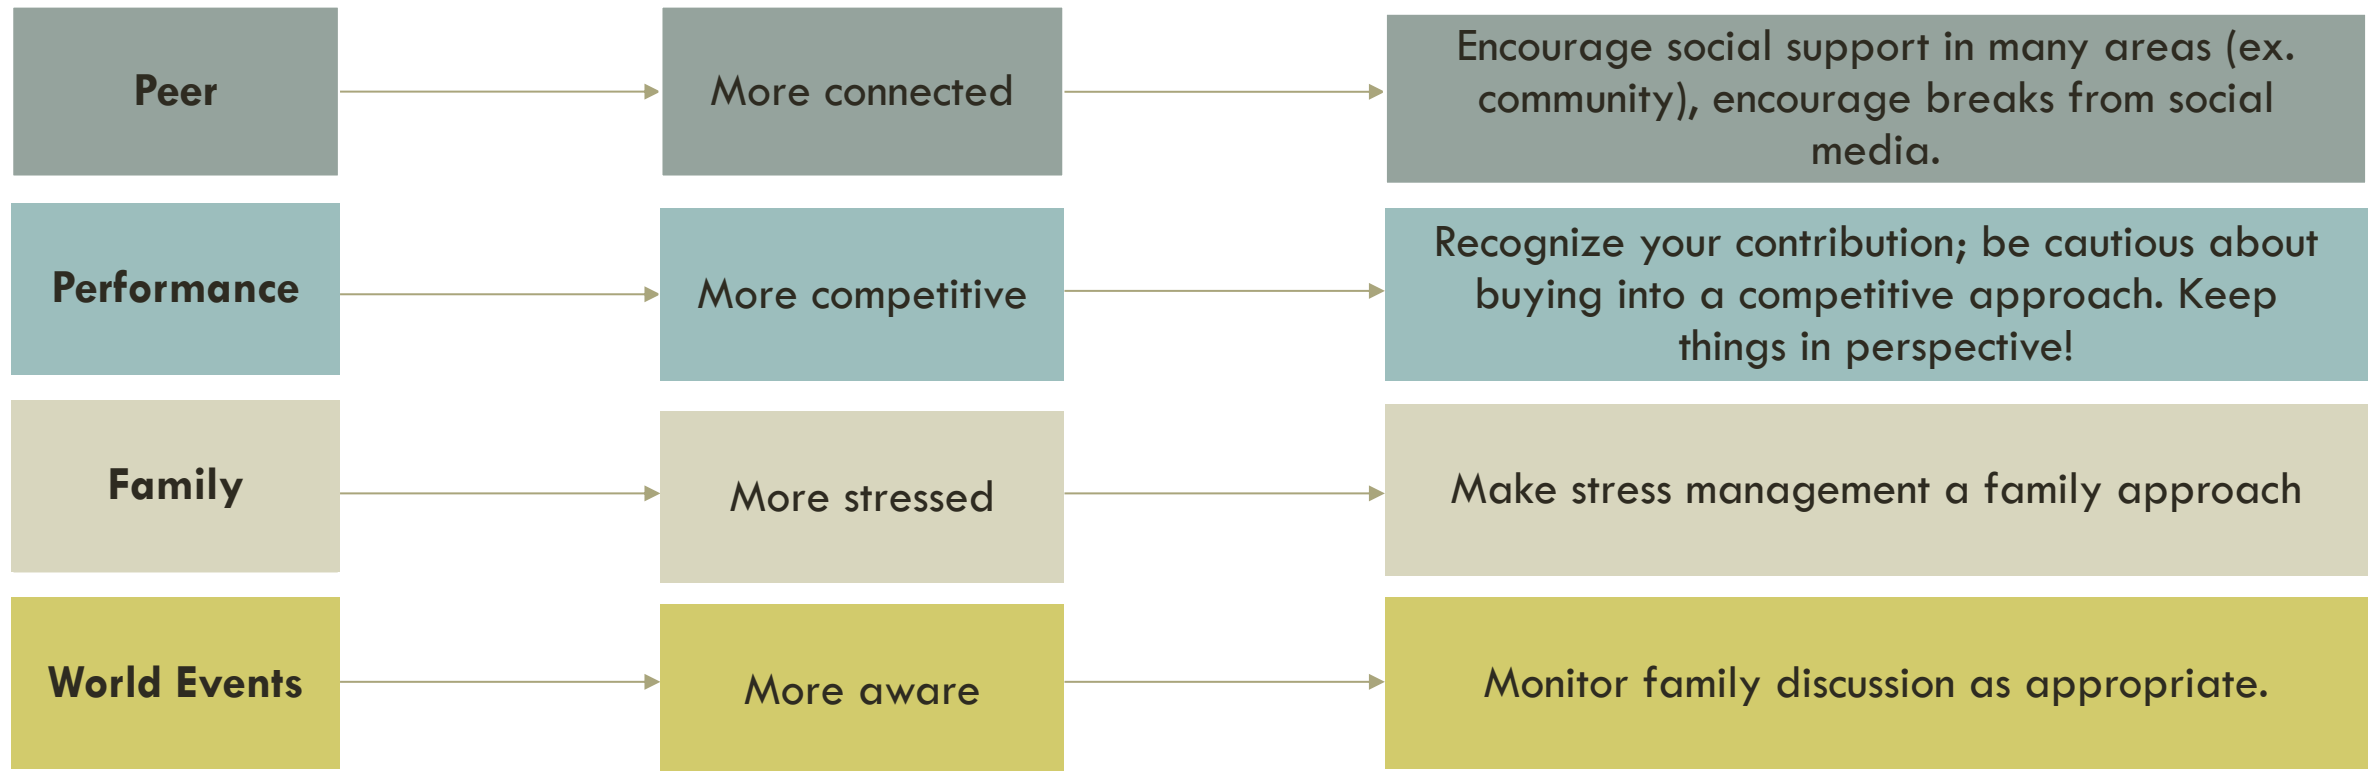 Peer
More connected
Encourage social support in many areas (ex.
community), encourage breaks from social
media.
Performance
More competitive
Recognize your contribution; be cautious about
buying into a competitive approach. Keep
things in perspective!
Family
More stressed
Make stress management a family approach
World Events
More aware
Monitor family discussion as appropriate.